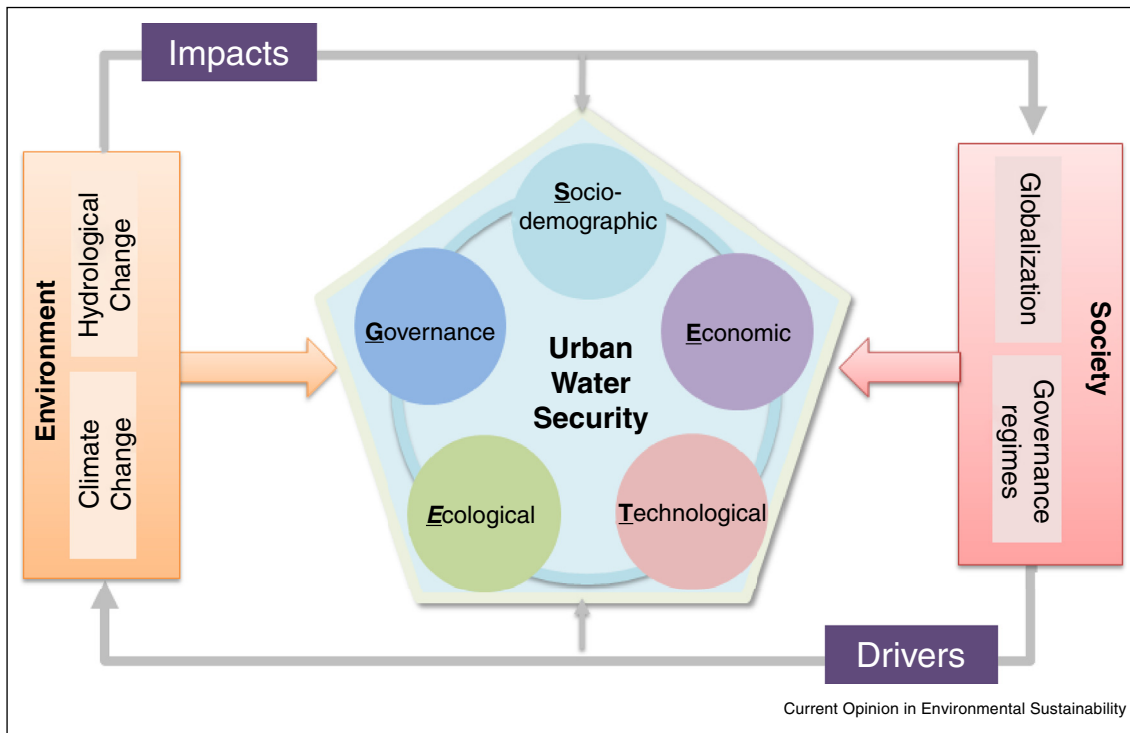 Impacts
Environment
Hydrological
Change
Climate
Change
Socio-
demographic
Governance
Economic
Urban
Water
Security
Ecological
Technological
Globalization
Governance
regimes
Society
Drivers
Current Opinion in Environmental Sustainability